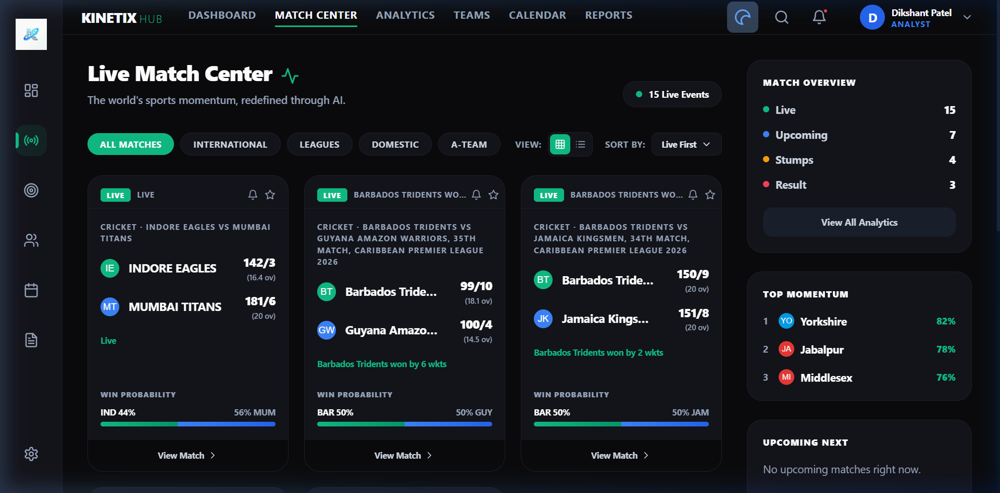 KINETIX HUB
DASHBOARD
MATCH CENTER
ANALYTICS
TEAMS
CALENDAR
REPORTS
D
Dikshant Patel
ANALYST
Live Match Center
The world's sports momentum, redefined through AI.
15 Live Events
ALL MATCHES
INTERNATIONAL
LEAGUES
DOMESTIC
A-TEAM
VIEW:
SORT BY:
Live First
LIVE
LIVE
CRICKET · INDORE EAGLES VS MUMBAI
TITANS
IE
INDORE EAGLES
142/3
(16.4 ov)
MT
MUMBAI TITANS
181/6
(20 ov)
Live
WIN PROBABILITY
IND 44%
56% MUM
View Match
LIVE
BARBADOS TRIDENTS WO...
CRICKET · BARBADOS TRIDENTS VS
GUYANA AMAZON WARRIORS, 35TH
MATCH, CARIBBEAN PREMIER LEAGUE
2026
BT
Barbados Tride...
99/10
(18.1 ov)
GW
Guyana Amazo...
100/4
(14.5 ov)
Barbados Tridents won by 6 wkts
WIN PROBABILITY
BAR 50%
50% GUY
View Match
LIVE
BARBADOS TRIDENTS WO...
CRICKET · BARBADOS TRIDENTS VS
JAMAICA KINGSMEN, 34TH MATCH,
CARIBBEAN PREMIER LEAGUE 2026
BT
Barbados Tride...
150/9
(20 ov)
JK
Jamaica Kings...
151/8
(20 ov)
Barbados Tridents won by 2 wkts
WIN PROBABILITY
BAR 50%
50% JAM
View Match
MATCH OVERVIEW
Live 15
Upcoming 7
Stumps 4
Result 3
View All Analytics
TOP MOMENTUM
1 YO Yorkshire 82%
2 JA Jabalpur 78%
3 MI Middlesex 76%
UPCOMING NEXT
No upcoming matches right now.